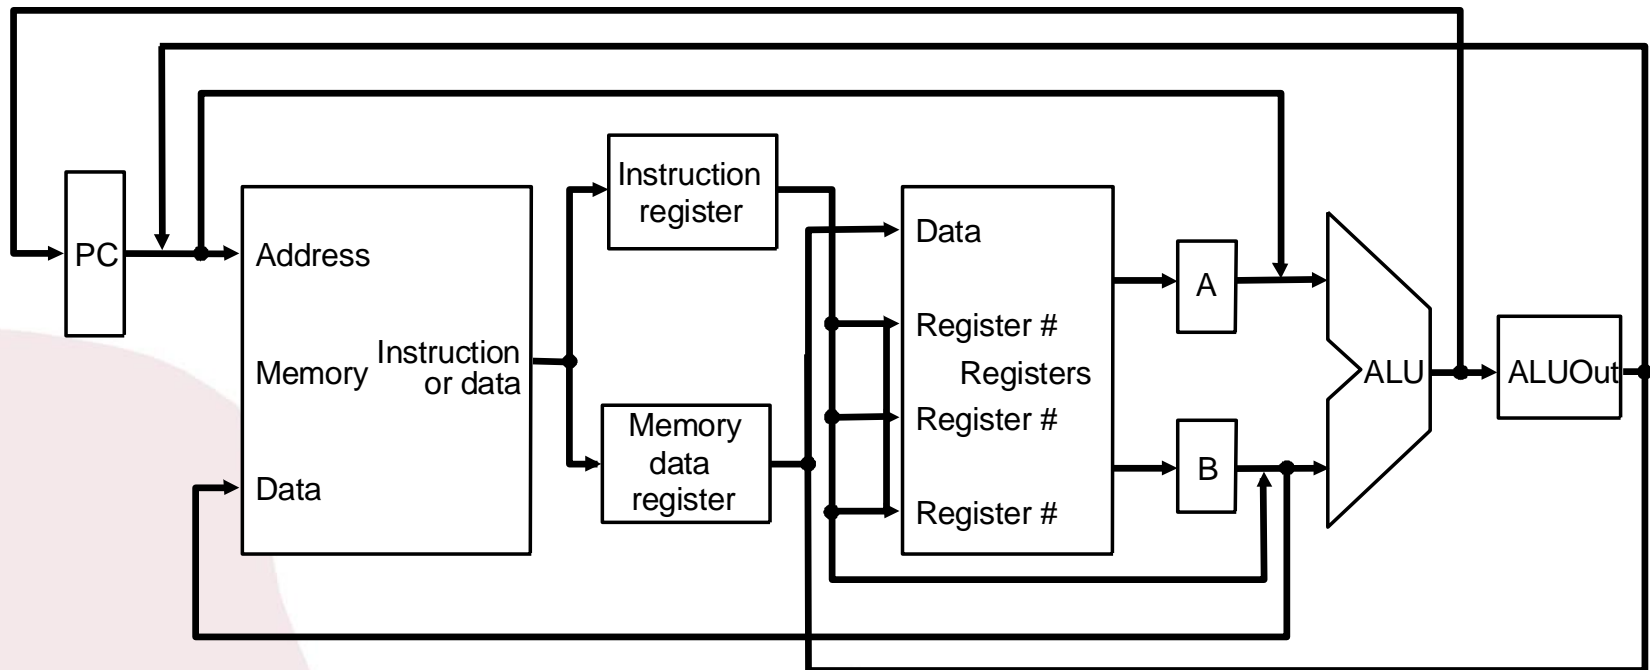 PC
Address
Memory
Instruction
or data
Data
Instruction
register
Memory
data
register
Data
Register #
Registers
Register #
Register #
A
B
ALU
ALUOut